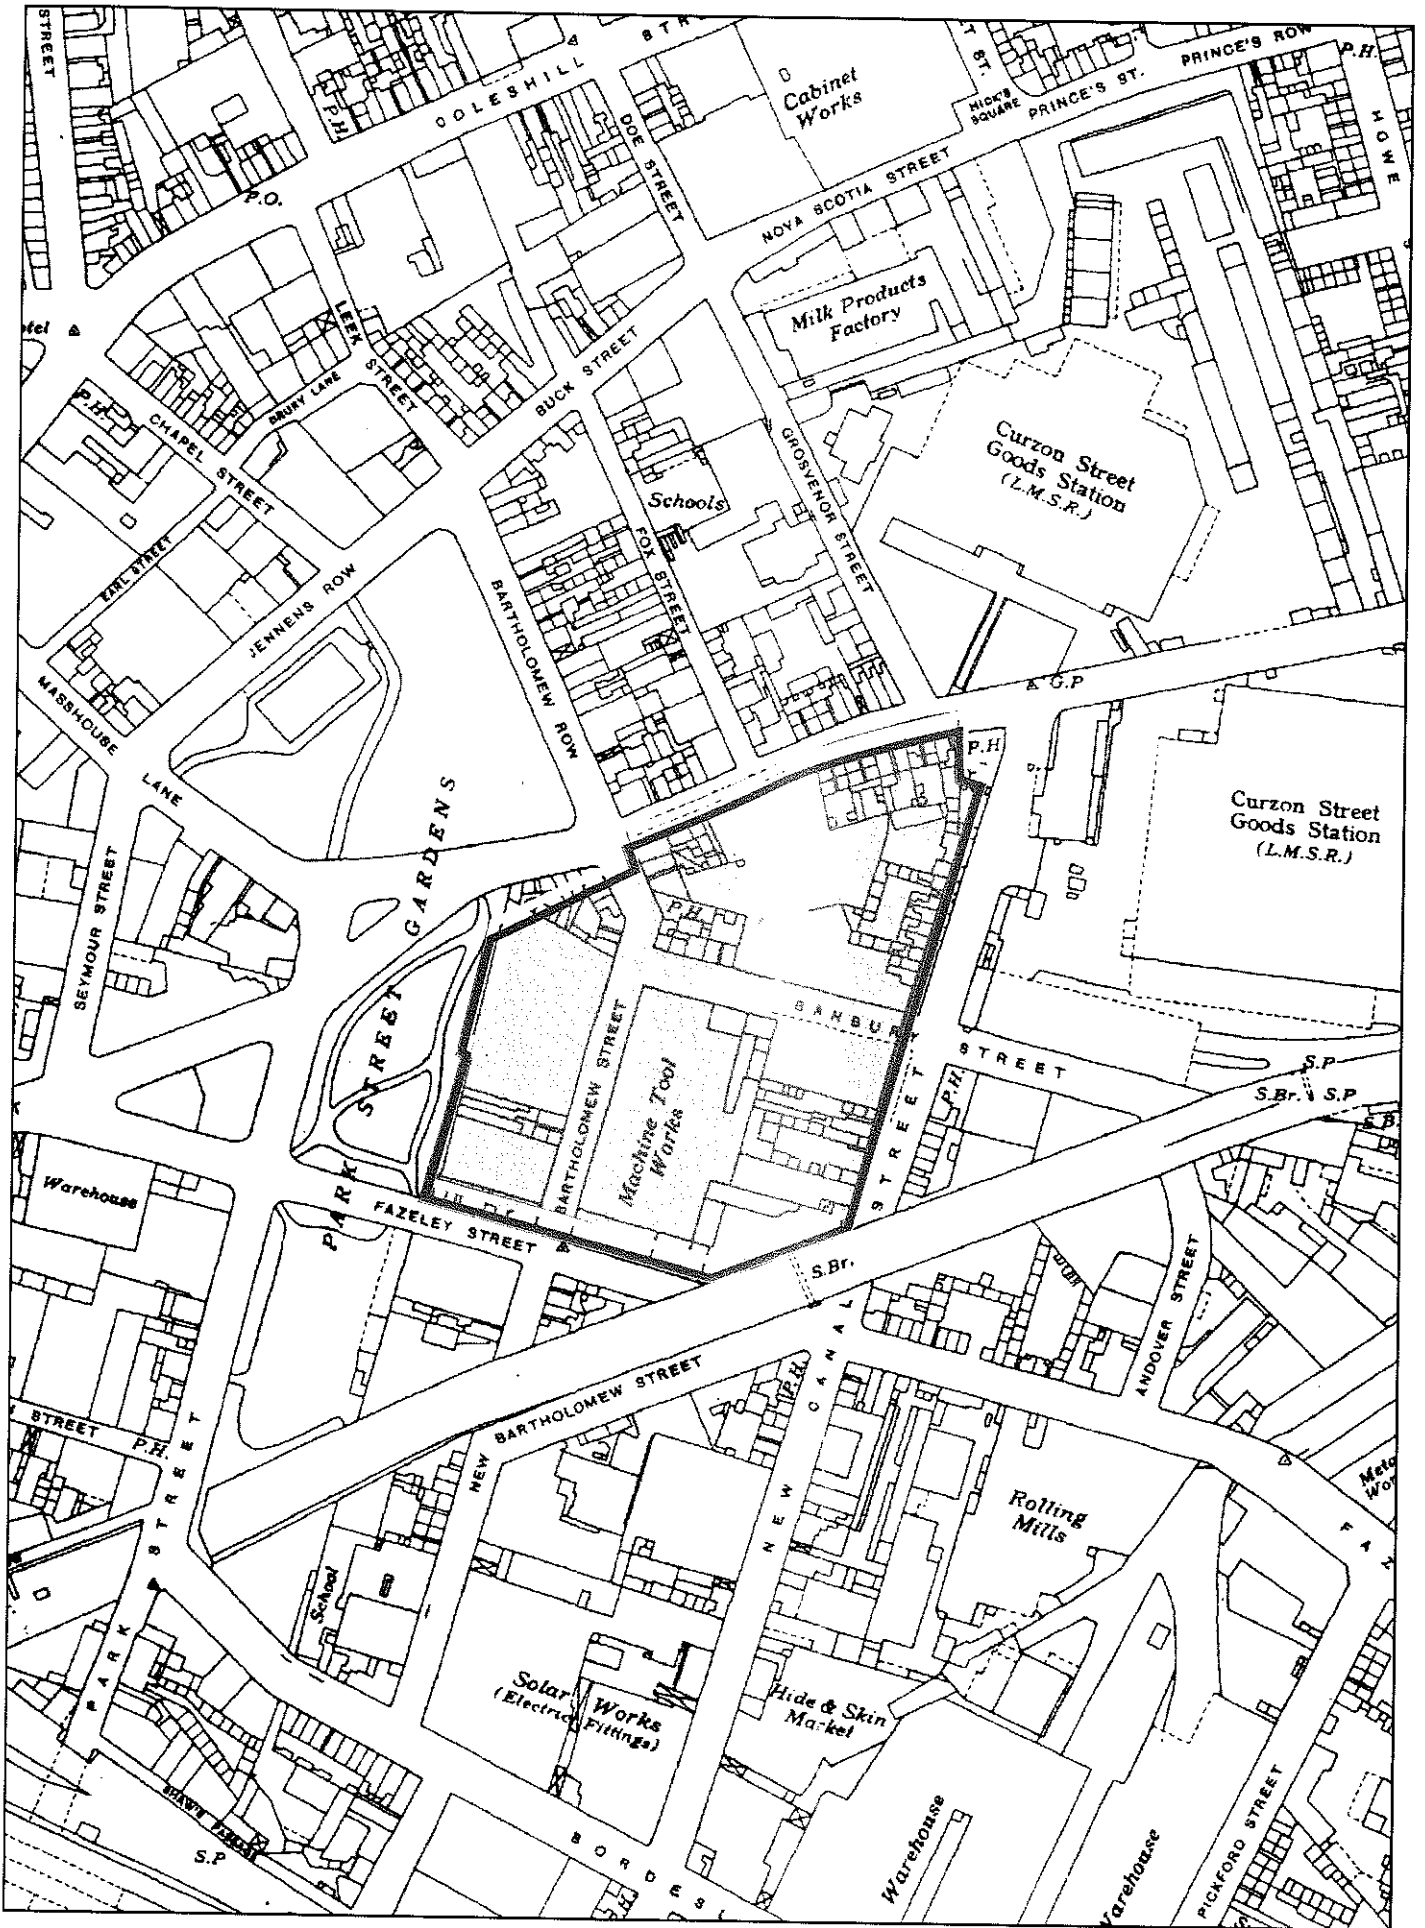 STREET
COLESHILL
P.H.
Cabinet
Works
DOE STREET
HICK'S
SQUARE
PRINCE'S ST.
PRINCE'S ROW
P.H.
HOWE
P.O.
NOVA SCOTIA STREET
LEEK STREET
Milk Products
Factory
BUCK STREET
DRURY LANE
P.H.
CHAPEL STREET
GROSVENOR STREET
Curzon Street
Goods Station
(L.M.S.R.)
Schools
FOX STREET
EARL STREET
JENNENS ROW
BARTHOLOMEW ROW
MASSHOUSE LANE
G.P
P.H
SEYMOUR STREET
PARK STREET GARDENS
Curzon Street
Goods Station
(L.M.S.R.)
P.H.
BARTHOLOMEW STREET
BANBURY STREET
Machine Tool
Works
P.H.
S.P
S.Br.
S.P
S.B.
Warehouse
FAZELEY STREET
S.Br.
ANDOVER STREET
NEW BARTHOLOMEW STREET
P.H.
NEW CANAL STREET
STREET
P.H.
PARK STREET
Rolling
Mills
School
Solar Works
(Electric Fittings)
Hide & Skin
Market
S.P
Warehouse
Warehouse
PICKFORD STREET